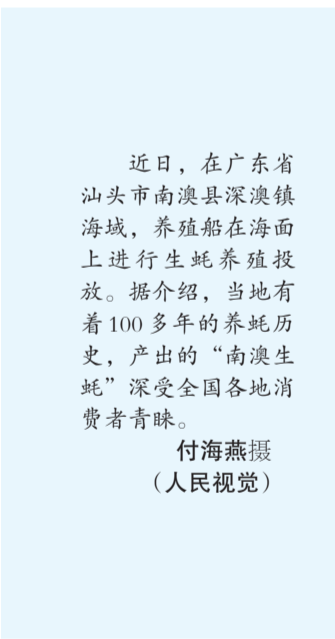 近日，在广东省
汕头市南澳县深澳镇
海域，养殖船在海面
上进行生蚝养殖投
放。据介绍，当地有
着100多年的养蚝历
史，产出的“南澳生
蚝”深受全国各地消
费者青睐。
付海燕摄
（人民视觉）